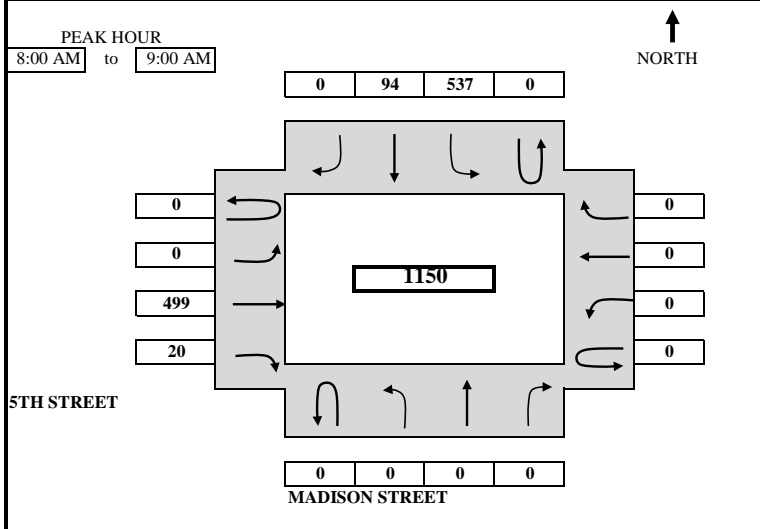 PEAK HOUR
8:00 AM to 9:00 AM
NORTH
0 94 537 0
0 0
0 0
1150
499 0
20 0
5TH STREET
0 0 0 0
MADISON STREET